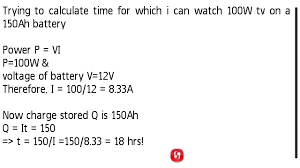 Trying to calculate time for which i can watch 100W tv on a
150Ah battery
Power P = VI
P=100W &
voltage of battery V=12V
Therefore, I = 100/12 = 8.33A
Now charge stored Q is 150Ah
Q = It = 150
=> t = 150/I =150/8.33 = 18 hrs!